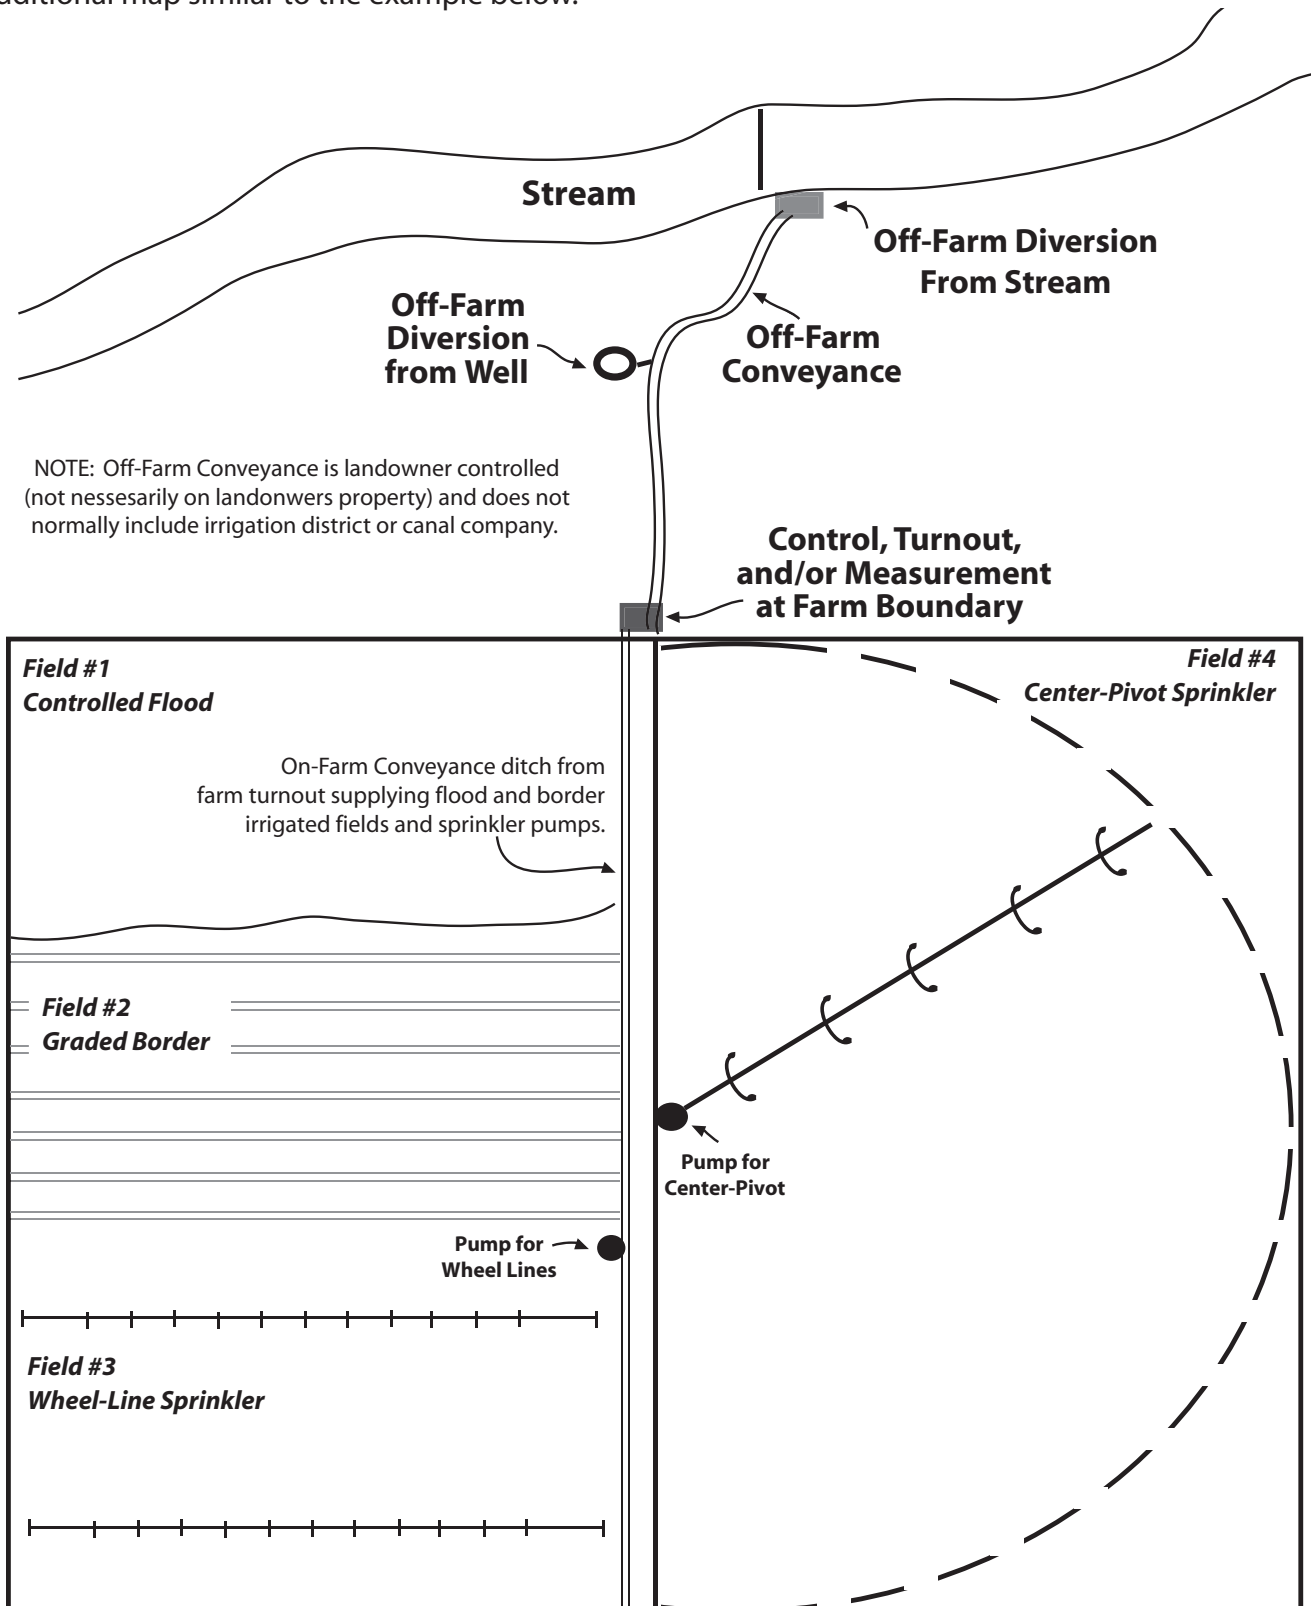 additional map similar to the example below.
Stream
Off-Farm Diversion
From Stream
Off-Farm
Diversion
from Well
Off-Farm
Conveyance
NOTE: Off-Farm Conveyance is landowner controlled
(not nessesarily on landonwers property) and does not
normally include irrigation district or canal company.
Control, Turnout,
and/or Measurement
at Farm Boundary
Field #1
Controlled Flood
Field #4
Center-Pivot Sprinkler
On-Farm Conveyance ditch from
farm turnout supplying flood and border
irrigated fields and sprinkler pumps.
Field #2
Graded Border
Pump for
Center-Pivot
Pump for
Wheel Lines
Field #3
Wheel-Line Sprinkler